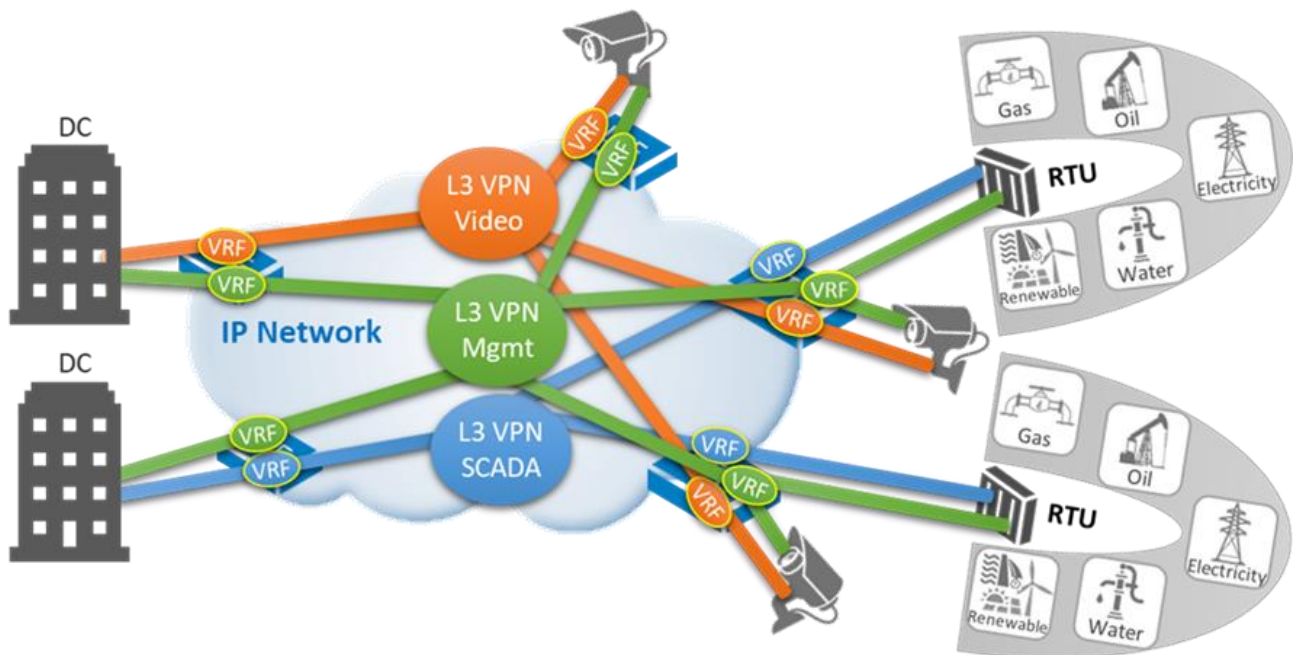 DC
VRF
VRF
VRF
VRF
L3 VPN
Video
Gas
Oil
Electricity
RTU
Water
Renewable
VRF
VRF
VRF
IP Network
L3 VPN
Mgmt
DC
VRF
VRF
L3 VPN
SCADA
VRF
VRF
VRF
Gas
Oil
Electricity
RTU
Water
Renewable